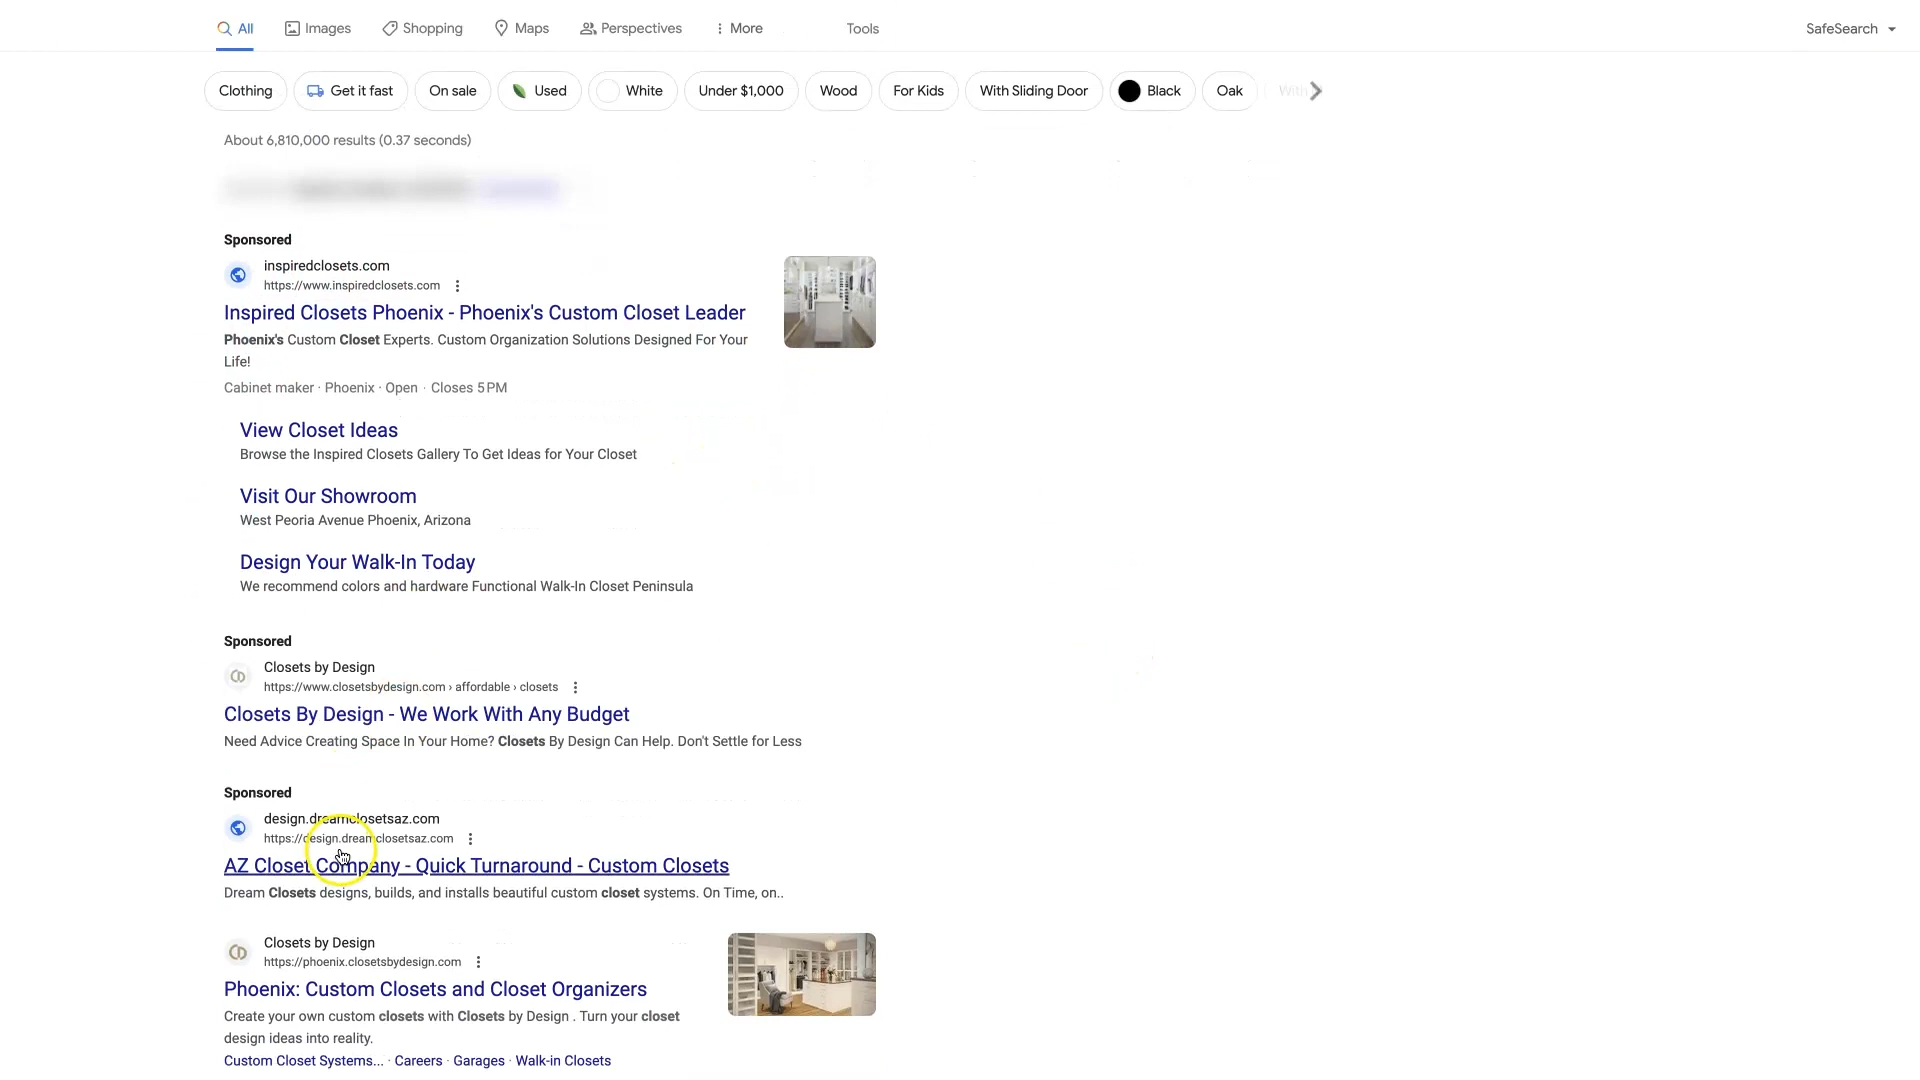 All Images Shopping Maps Perspectives More Tools SafeSearch
Clothing Get it fast On sale Used White Under $1,000 Wood For Kids With Sliding Door Black Oak With
About 6,810,000 results (0.37 seconds)
Sponsored
inspiredclosets.com
https://www.inspiredclosets.com
Inspired Closets Phoenix - Phoenix's Custom Closet Leader
Phoenix's Custom Closet Experts. Custom Organization Solutions Designed For Your
Life!
Cabinet maker · Phoenix · Open · Closes 5 PM
View Closet Ideas
Browse the Inspired Closets Gallery To Get Ideas for Your Closet
Visit Our Showroom
West Peoria Avenue Phoenix, Arizona
Design Your Walk-In Today
We recommend colors and hardware Functional Walk-In Closet Peninsula
Sponsored
Closets by Design
https://www.closetsbydesign.com › affordable › closets
Closets By Design - We Work With Any Budget
Need Advice Creating Space In Your Home? Closets By Design Can Help. Don't Settle for Less
Sponsored
design.dreamclosetsaz.com
https://design.dreamclosetsaz.com
AZ Closet Company - Quick Turnaround - Custom Closets
Dream Closets designs, builds, and installs beautiful custom closet systems. On Time, on..
Closets by Design
https://phoenix.closetsbydesign.com
Phoenix: Custom Closets and Closet Organizers
Create your own custom closets with Closets by Design . Turn your closet
design ideas into reality.
Custom Closet Systems... · Careers · Garages · Walk-in Closets